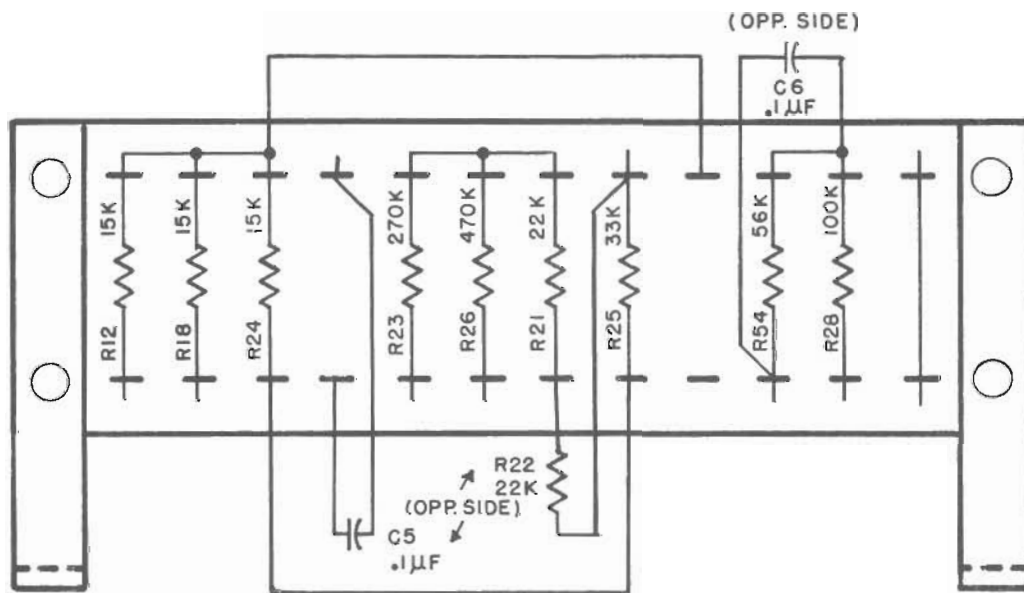 (OPP. SIDE)
C6
.1µF
15K
15K
15K
270K
470K
22K
33K
56K
100K
R12
R18
R24
R23
R26
R21
R25
R54
R28
R22
22K
(OPP. SIDE)
C5
.1µF